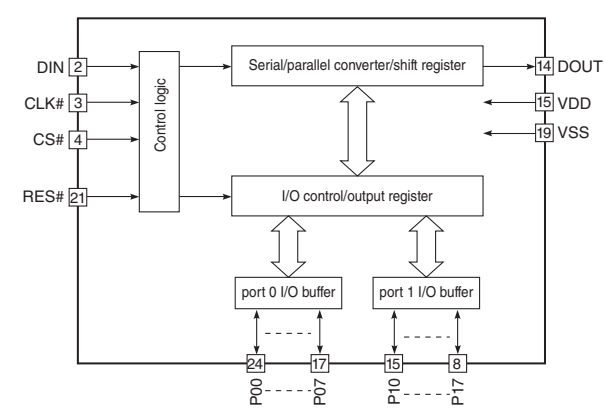 DIN 2
CLK# 3
CS# 4
RES# 21
Control logic
Serial/parallel converter/shift register
14 DOUT
15 VDD
19 VSS
I/O control/output register
port 0 I/O buffer
port 1 I/O buffer
24 17 15 8
P00 P07 P10 P17